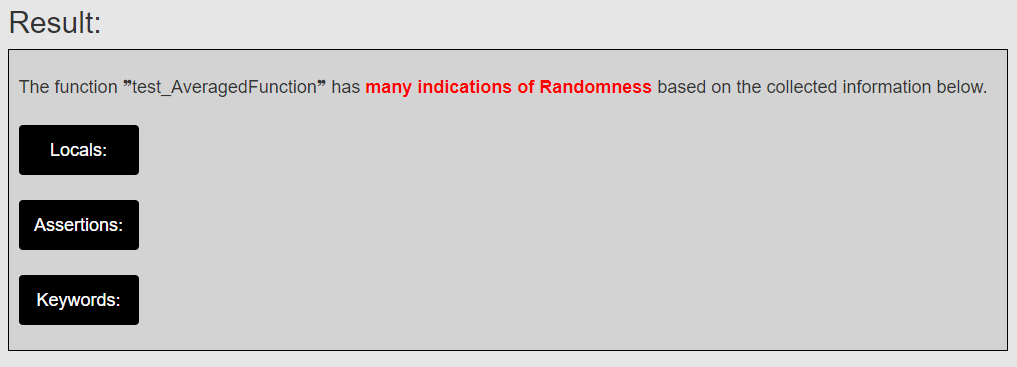 Result:
The function ❞test_AveragedFunction❞ has many indications of Randomness based on the collected information below.
Locals:
Assertions:
Keywords: